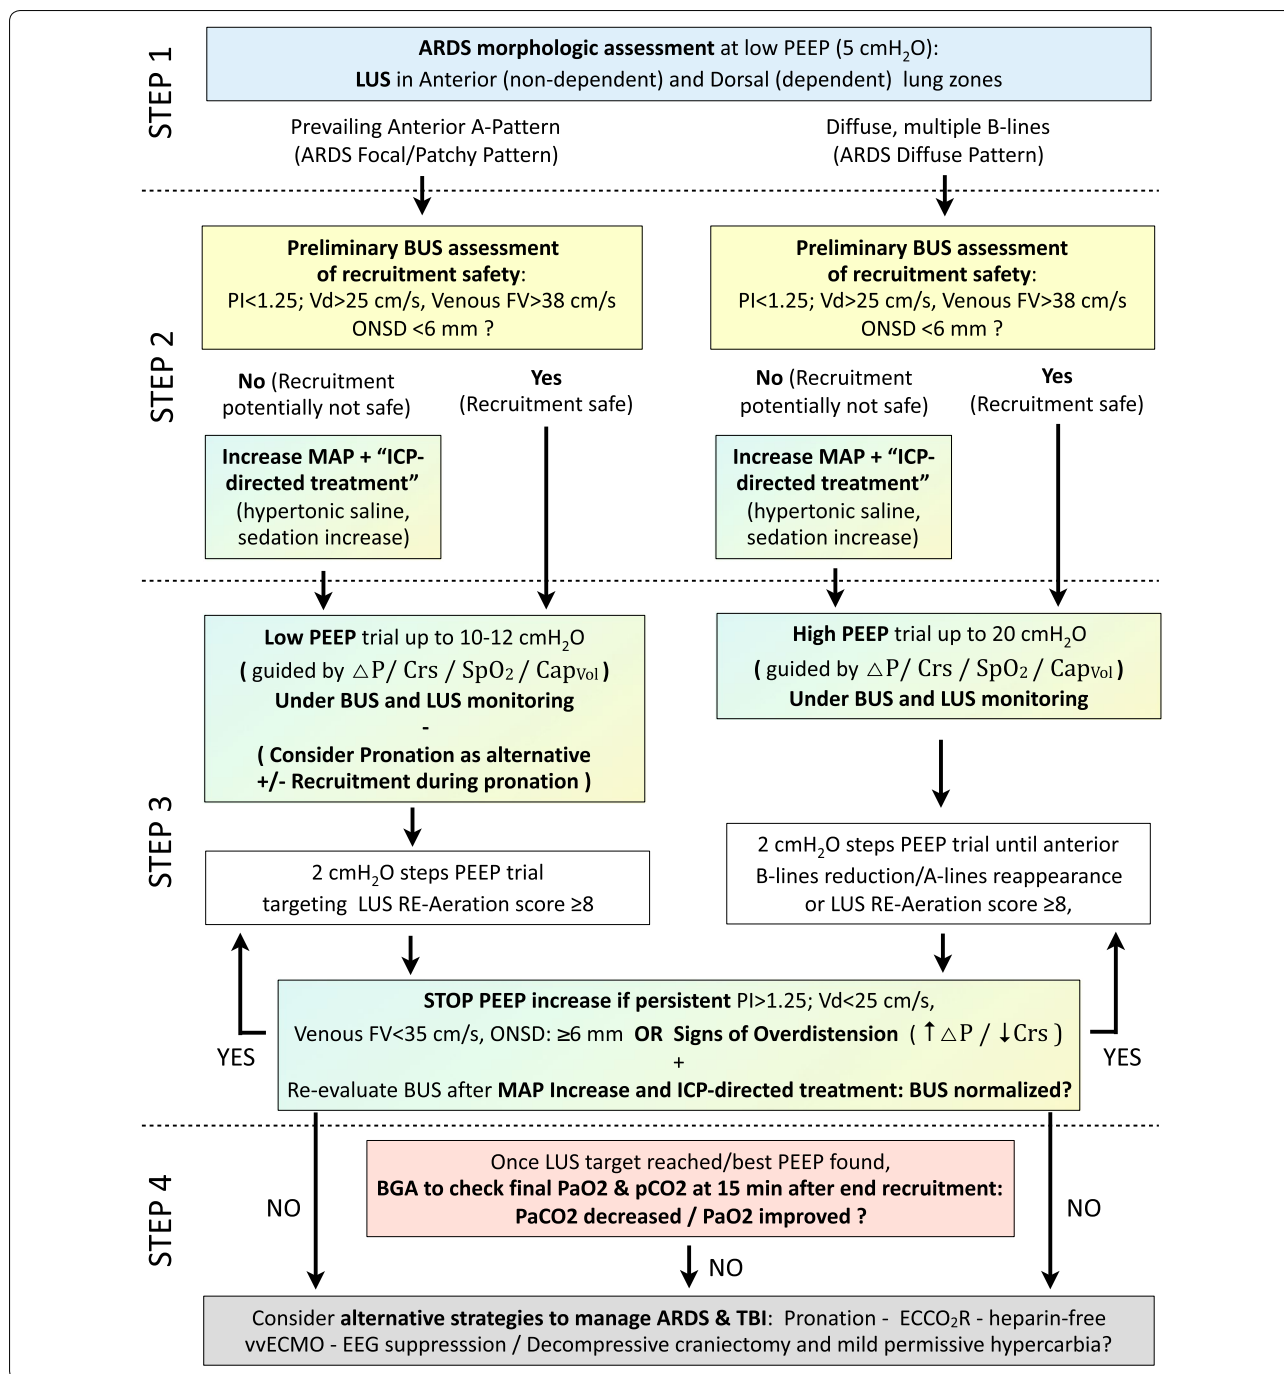 STEP 1
ARDS morphologic assessment at low PEEP (5 cmH2O):
LUS in Anterior (non-dependent) and Dorsal (dependent) lung zones
Prevailing Anterior A-Pattern
(ARDS Focal/Patchy Pattern)
Diffuse, multiple B-lines
(ARDS Diffuse Pattern)
STEP 2
Preliminary BUS assessment
of recruitment safety:
PI<1.25; Vd>25 cm/s, Venous FV>38 cm/s
ONSD <6 mm ?
Preliminary BUS assessment
of recruitment safety:
PI<1.25; Vd>25 cm/s, Venous FV>38 cm/s
ONSD <6 mm ?
No (Recruitment
potentially not safe)
Yes
(Recruitment safe)
No (Recruitment
potentially not safe)
Yes
(Recruitment safe)
Increase MAP + “ICP-
directed treatment”
(hypertonic saline,
sedation increase)
Increase MAP + “ICP-
directed treatment”
(hypertonic saline,
sedation increase)
STEP 3
Low PEEP trial up to 10-12 cmH2O
( guided by △P/ Crs / SpO2 / CapVol )
Under BUS and LUS monitoring
-
( Consider Pronation as alternative
+/- Recruitment during pronation )
High PEEP trial up to 20 cmH2O
( guided by △P/ Crs / SpO2 / CapVol )
Under BUS and LUS monitoring
2 cmH2O steps PEEP trial
targeting LUS RE-Aeration score ≥8
2 cmH2O steps PEEP trial until anterior
B-lines reduction/A-lines reappearance
or LUS RE-Aeration score ≥8,
STOP PEEP increase if persistent PI>1.25; Vd<25 cm/s,
Venous FV<35 cm/s, ONSD: ≥6 mm OR Signs of Overdistension ( ↑△P / ↓Crs )
+
Re-evaluate BUS after MAP Increase and ICP-directed treatment: BUS normalized?
YES
YES
STEP 4
Once LUS target reached/best PEEP found,
BGA to check final PaO2 & pCO2 at 15 min after end recruitment:
PaCO2 decreased / PaO2 improved ?
NO
NO
NO
Consider alternative strategies to manage ARDS & TBI: Pronation - ECCO2R - heparin-free
vvECMO - EEG suppresssion / Decompressive craniectomy and mild permissive hypercarbia?